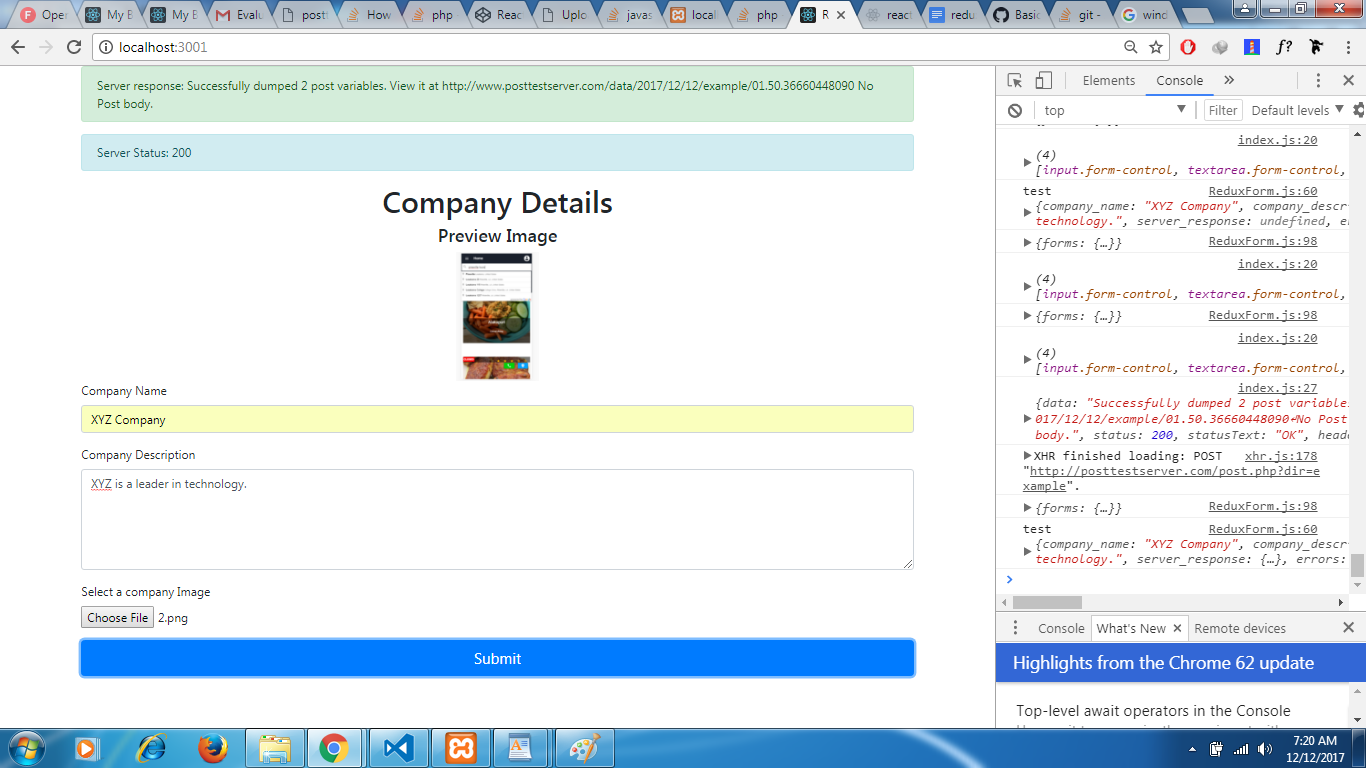 Oper
My B
My B
Evalu
postt
How
php
Reac
Uplo
javas
locall
php
R
react
redu
Basic
git -
wind
localhost:3001
f?
Server response: Successfully dumped 2 post variables. View it at http://www.posttestserver.com/data/2017/12/12/example/01.50.36660448090 No
Post body.
Server Status: 200
Company Details
Preview Image
Home
Company Name
XYZ Company
Company Description
XYZ is a leader in technology.
Select a company Image
Choose File 2.png
Submit
Elements Console »
top Filter Default levels
index.js:20
(4)
[input.form-control, textarea.form-control,
test ReduxForm.js:60
{company_name: "XYZ Company", company_descr
technology.", server_response: undefined, er
{forms: {…}} ReduxForm.js:98
index.js:20
(4)
[input.form-control, textarea.form-control,
{forms: {…}} ReduxForm.js:98
index.js:20
(4)
[input.form-control, textarea.form-control,
index.js:27
{data: "Successfully dumped 2 post variables
017/12/12/example/01.50.36660448090↵No Post
body.", status: 200, statusText: "OK", heade
XHR finished loading: POST xhr.js:178
"http://posttestserver.com/post.php?dir=e
xample".
{forms: {…}} ReduxForm.js:98
test ReduxForm.js:60
{company_name: "XYZ Company", company_descr
technology.", server_response: {…}, errors:
Console What's New Remote devices
Highlights from the Chrome 62 update
Top-level await operators in the Console
7:20 AM
12/12/2017